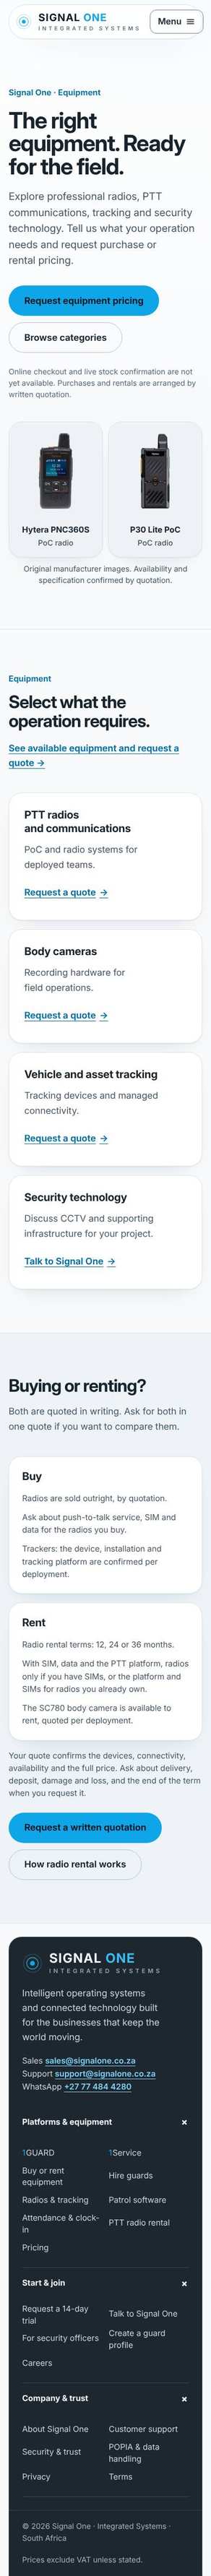 SIGNAL ONE
INTEGRATED SYSTEMS
Menu
Signal One · Equipment
The right
equipment. Ready
for the field.
Explore professional radios, PTT
communications, tracking and security
technology. Tell us what your operation
needs and request purchase or
rental pricing.
Request equipment pricing
Browse categories
Online checkout and live stock confirmation are not
yet available. Purchases and rentals are arranged by
written quotation.
Hytera PNC360S
PoC radio
P30 Lite PoC
PoC radio
Original manufacturer images. Availability and
specification confirmed by quotation.
Equipment
Select what the
operation requires.
See available equipment and request a
quote →
PTT radios
and communications
PoC and radio systems for
deployed teams.
Request a quote →
Body cameras
Recording hardware for
field operations.
Request a quote →
Vehicle and asset tracking
Tracking devices and managed
connectivity.
Request a quote →
Security technology
Discuss CCTV and supporting
infrastructure for your project.
Talk to Signal One →
Buying or renting?
Both are quoted in writing. Ask for both in
one quote if you want to compare them.
Buy
Radios are sold outright, by quotation.
Ask about push-to-talk service, SIM and
data for the radios you buy.
Trackers: the device, installation and
tracking platform are confirmed per
deployment.
Rent
Radio rental terms: 12, 24 or 36 months.
With SIM, data and the PTT platform, radios
only if you have SIMs, or the platform and
SIMs for radios you already own.
The SC780 body camera is available to
rent, quoted per deployment.
Your quote confirms the devices, connectivity,
availability and the full price. Ask about delivery,
deposit, damage and loss, and the end of the term
when you request it.
Request a written quotation
How radio rental works
SIGNAL ONE
INTEGRATED SYSTEMS
Intelligent operating systems
and connected technology built
for the businesses that keep the
world moving.
Sales sales@signalone.co.za
Support support@signalone.co.za
WhatsApp +27 77 484 4280
Platforms & equipment
1GUARD
1Service
Buy or rent
equipment
Hire guards
Radios & tracking
Patrol software
Attendance & clock-
in
PTT radio rental
Pricing
Start & join
Request a 14-day
trial
Talk to Signal One
For security officers
Create a guard
profile
Careers
Company & trust
About Signal One
Customer support
Security & trust
POPIA & data
handling
Privacy
Terms
© 2026 Signal One · Integrated Systems ·
South Africa
Prices exclude VAT unless stated.